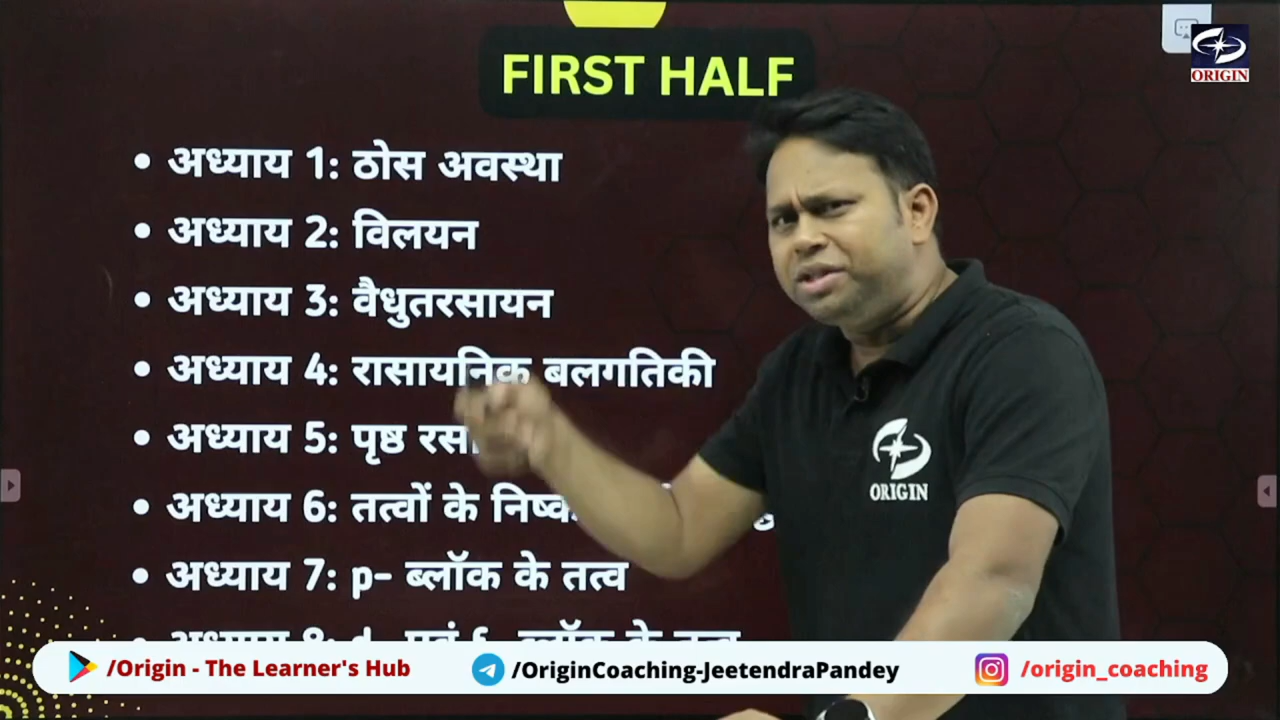 FIRST HALF
ORIGIN
• अध्याय 1: ठोस अवस्था
• अध्याय 2: विलयन
• अध्याय 3: वैधुतरसायन
• अध्याय 4: रासायनिक बलगतिकी
• अध्याय 5: पृष्ठ
• अध्याय 6: तत्वों के
• अध्याय 7: p- ब्लॉक के तत्व
ORIGIN
/Origin - The Learner's Hub
/OriginCoaching-JeetendraPandey
/origin_coaching